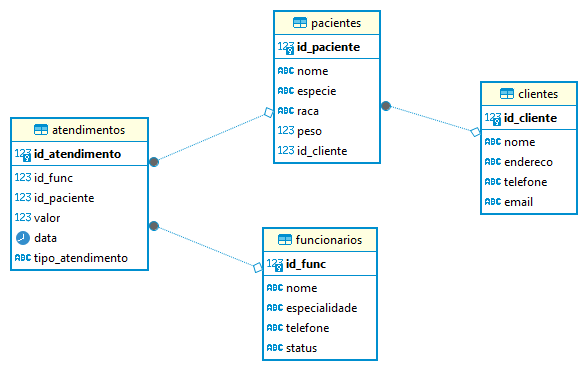 pacientes
123 id_paciente
ABC nome
ABC especie
ABC raca
123 peso
123 id_cliente
clientes
123 id_cliente
ABC nome
ABC endereco
ABC telefone
ABC email
atendimentos
123 id_atendimento
123 id_func
123 id_paciente
123 valor
data
ABC tipo_atendimento
funcionarios
123 id_func
ABC nome
ABC especialidade
ABC telefone
ABC status